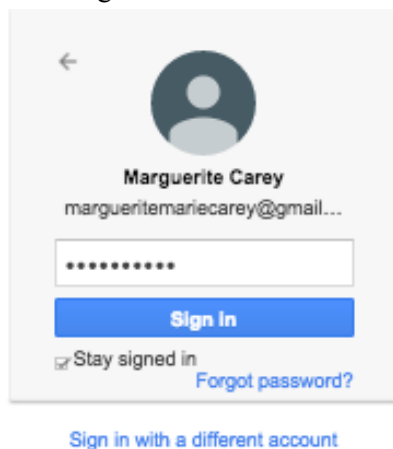 Marguerite Carey
margueritemariecarey@gmail...
••••••••••
Sign in
Stay signed in
Forgot password?
Sign in with a different account